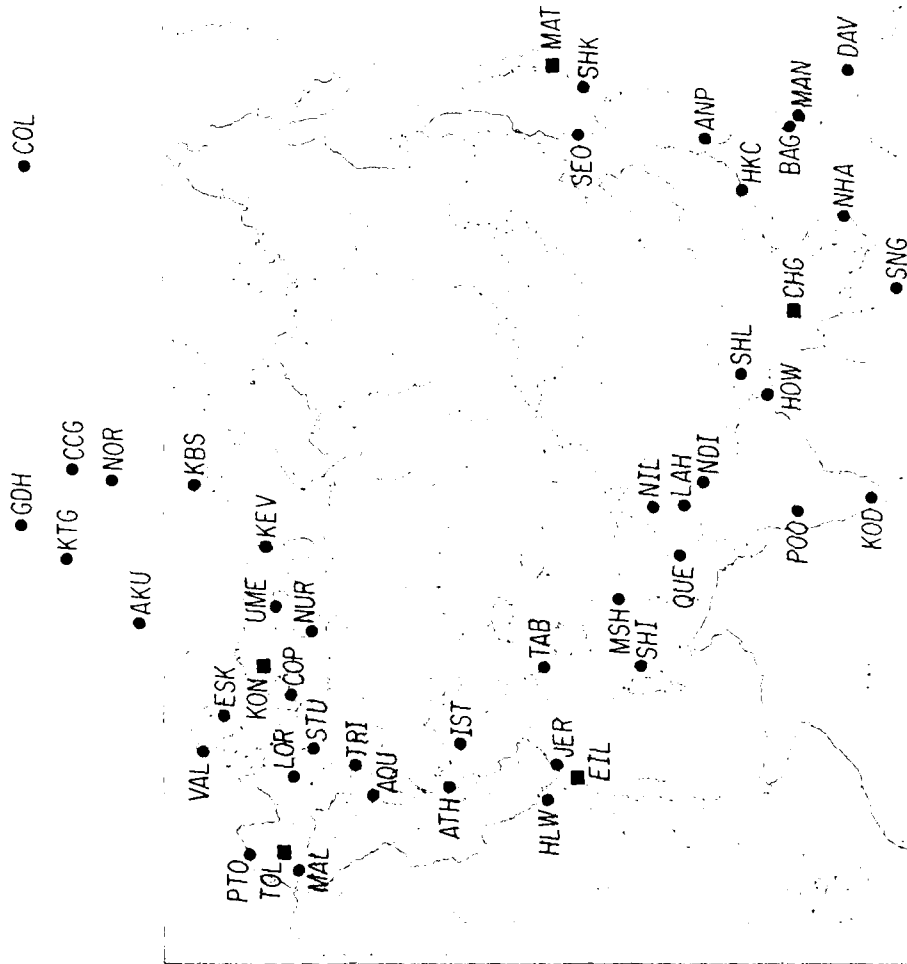 COL
GDH
CCG
KTG
NOR
AKU
KBS
KEV
UME
NUR
ESK
KON
COP
VAL
LOR
STU
TRI
AQU
PTO
TOL
MAL
IST
ATH
TAB
JER
EIL
HLW
MSH
SHI
NIL
LAH
NDI
QUE
POO
KOD
SHL
HOW
CHG
MAT
SHK
SEO
ANP
HKC
BAG
MAN
DAV
NHA
SNG